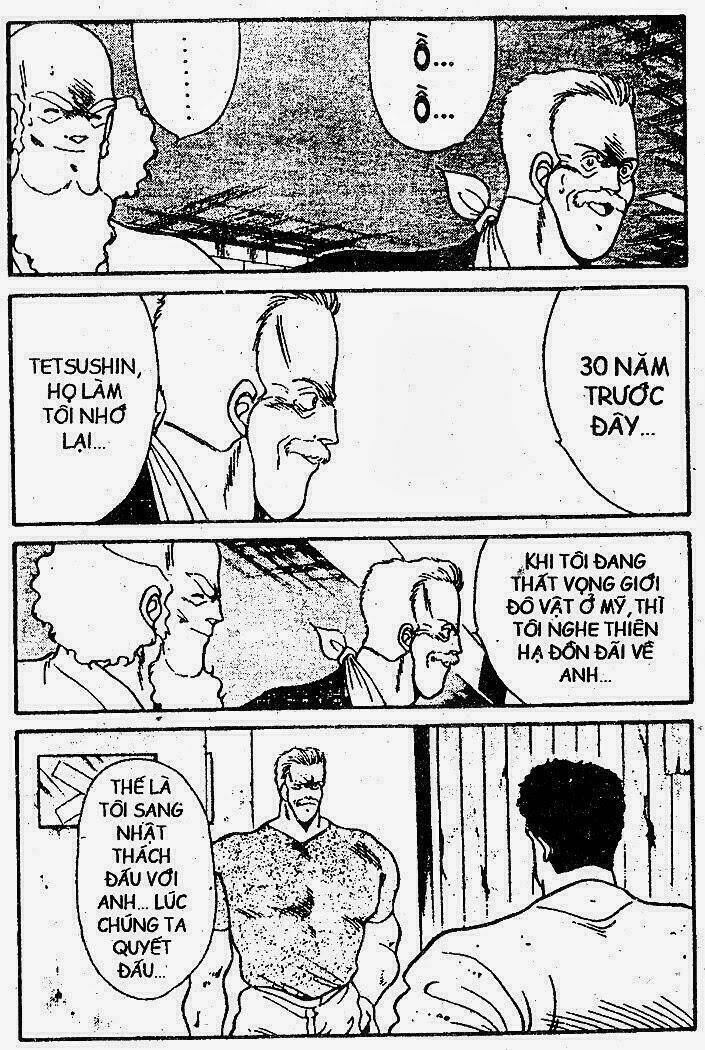 Ồ...
Ồ...
......
30 NĂM
TRƯỚC
ĐÂY...
TETSUSHIN,
HỌ LÀM
TÔI NHỚ
LẠI...
KHI TÔI ĐANG
THẤT VỌNG GIỚI
ĐÔ VẬT Ở MỸ, THÌ
TÔI NGHE THIÊN
HẠ ĐỒN ĐÃI VỀ
ANH...
THẾ LÀ
TÔI SANG
NHẬT
THÁCH
ĐẤU VỚI
ANH... LÚC
CHÚNG TA
QUYẾT
ĐẤU...